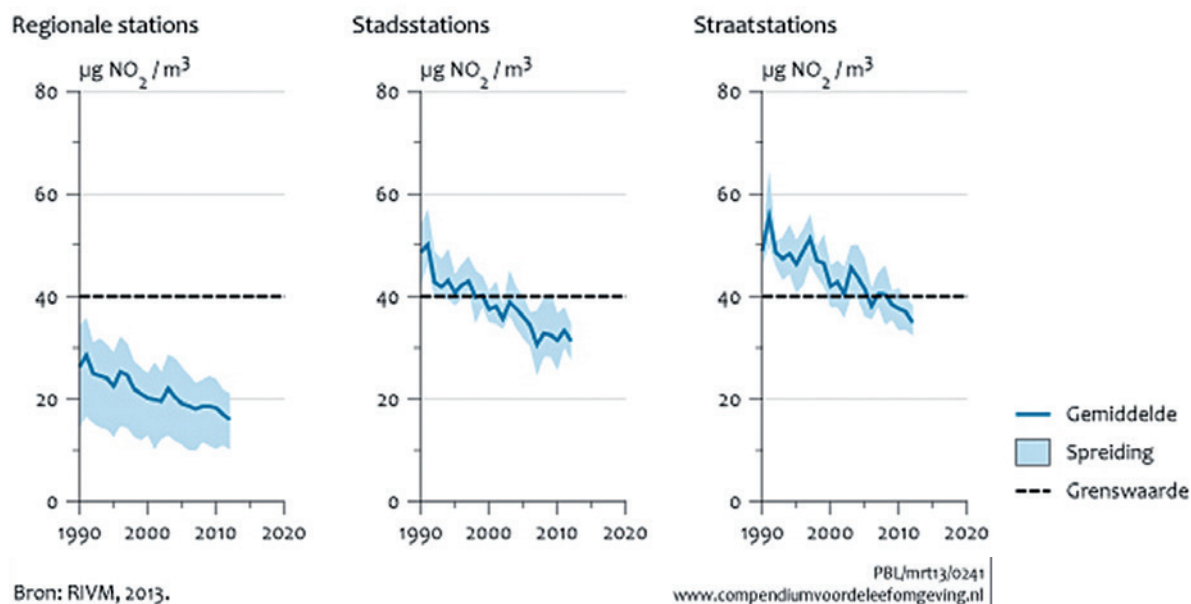 Regionale stations
µg NO2 / m3
80
60
40
20
0
1990 2000 2010 2020
Stadsstations
µg NO2 / m3
80
60
40
20
0
1990 2000 2010 2020
Straatstations
µg NO2 / m3
80
60
40
20
0
1990 2000 2010 2020
Gemiddelde
Spreiding
Grenswaarde
Bron: RIVM, 2013.
PBL/mrt13/0241
www.compendiumvoordeleefomgeving.nl